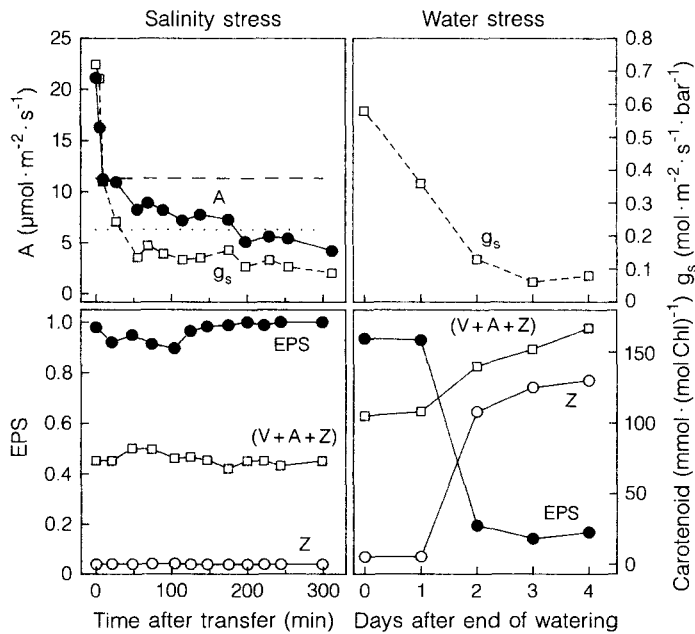 Salinity stress
Water stress
A (μmol·m⁻²·s⁻¹)
25
20
15
10
5
0
A
gₛ
gₛ
0.8
0.7
0.6
0.5
0.4
0.3
0.2
0.1
0
gₛ (mol·m⁻²·s⁻¹·bar⁻¹)
EPS
1.0
0.8
0.6
0.4
0.2
0
EPS
(V+A+Z)
Z
(V+A+Z)
Z
EPS
150
100
50
0
Carotenoid (mmol·(mol Chl)⁻¹)
0 100 200 300
0 1 2 3 4
Time after transfer (min)
Days after end of watering